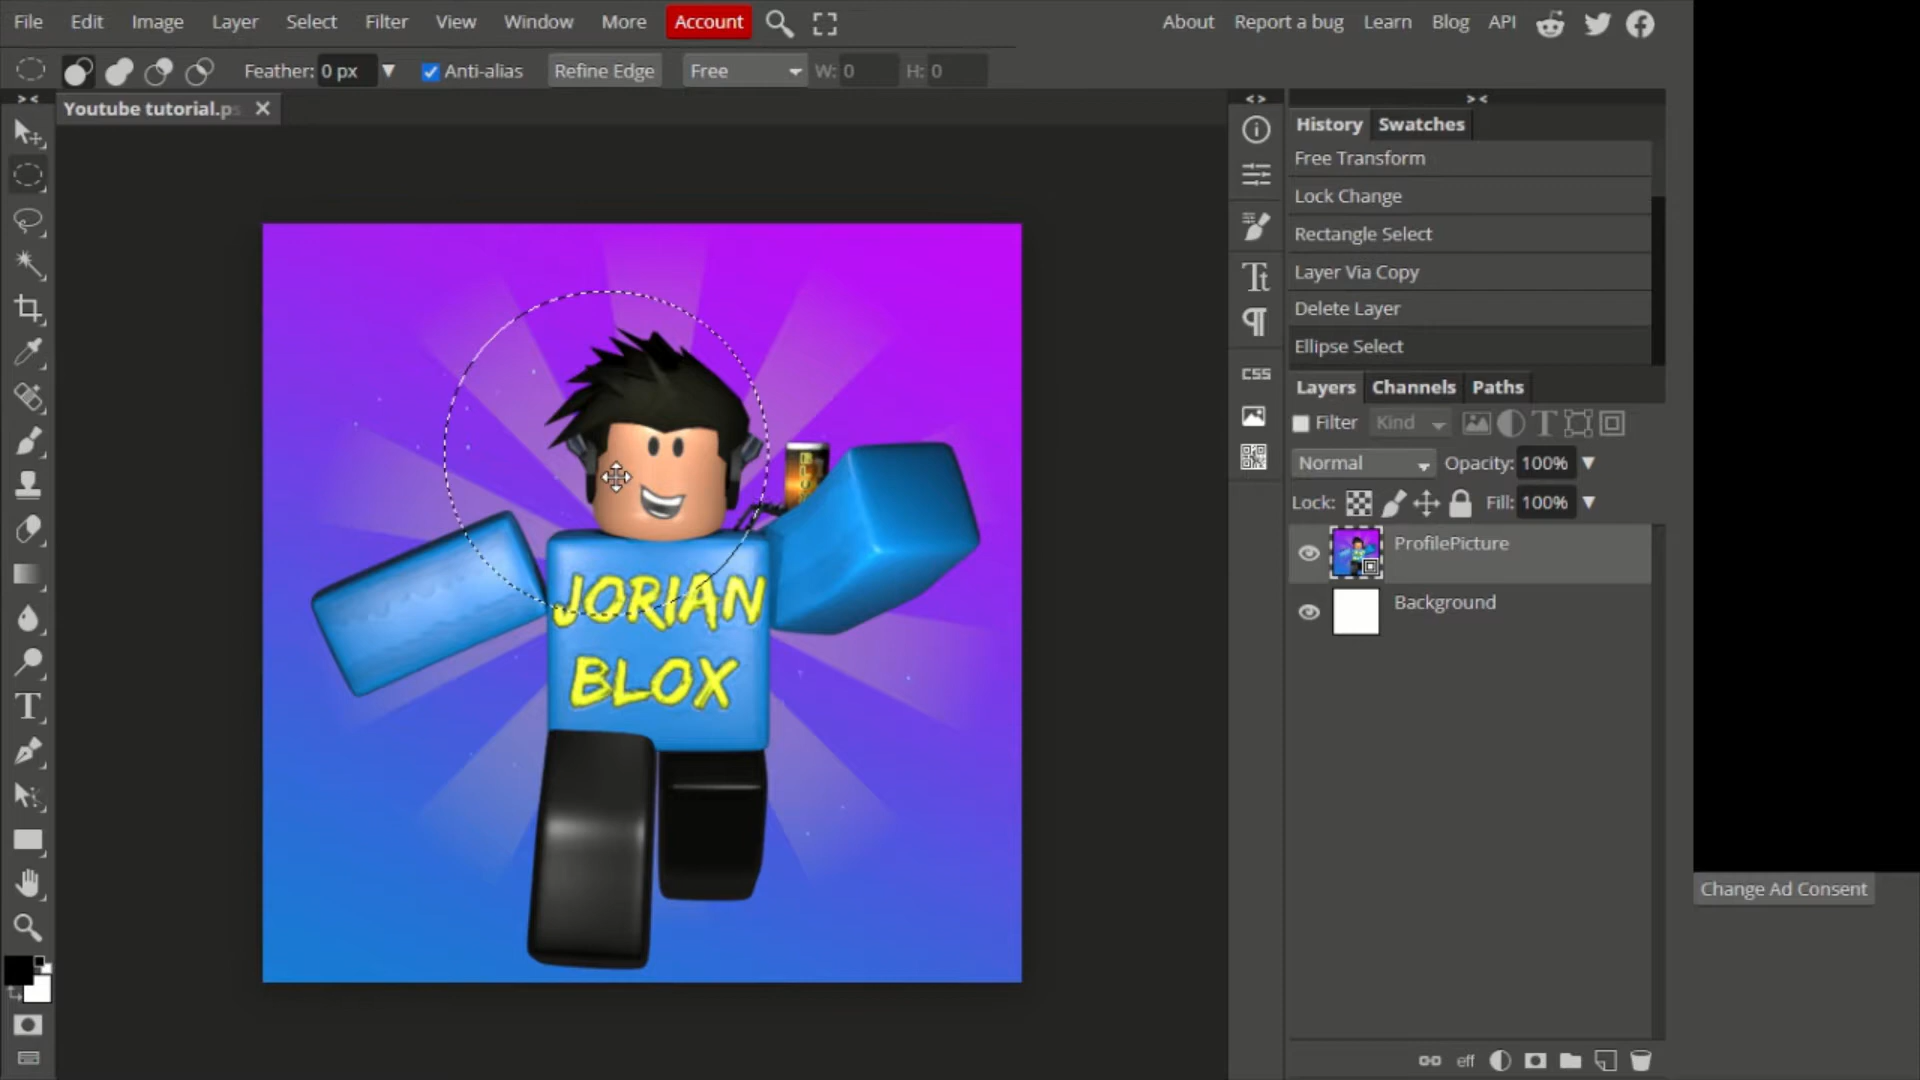 File Edit Image Layer Select Filter View Window More Account About Report a bug Learn Blog API
Feather: 0 px Anti-alias Refine Edge Free W: 0 H: 0
Youtube tutorial.ps
History Swatches
Free Transform
Lock Change
Rectangle Select
Layer Via Copy
Delete Layer
Ellipse Select
CSS
Layers Channels Paths
Filter Kind
Normal Opacity: 100%
Lock: Fill: 100%
ProfilePicture
Background
JORIAN
BLOX
Change Ad Consent
eff